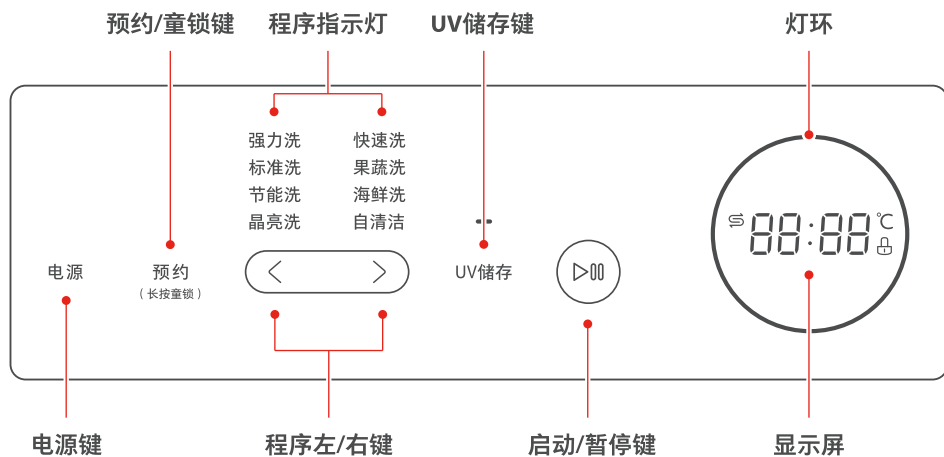 预约/童锁键 程序指示灯 UV储存键 灯环
强力洗 快速洗
标准洗 果蔬洗
节能洗 海鲜洗
晶亮洗 自清洁
88:88 ℃
电源 预约 UV储存
(长按童锁)
电源键 程序左/右键 启动/暂停键 显示屏